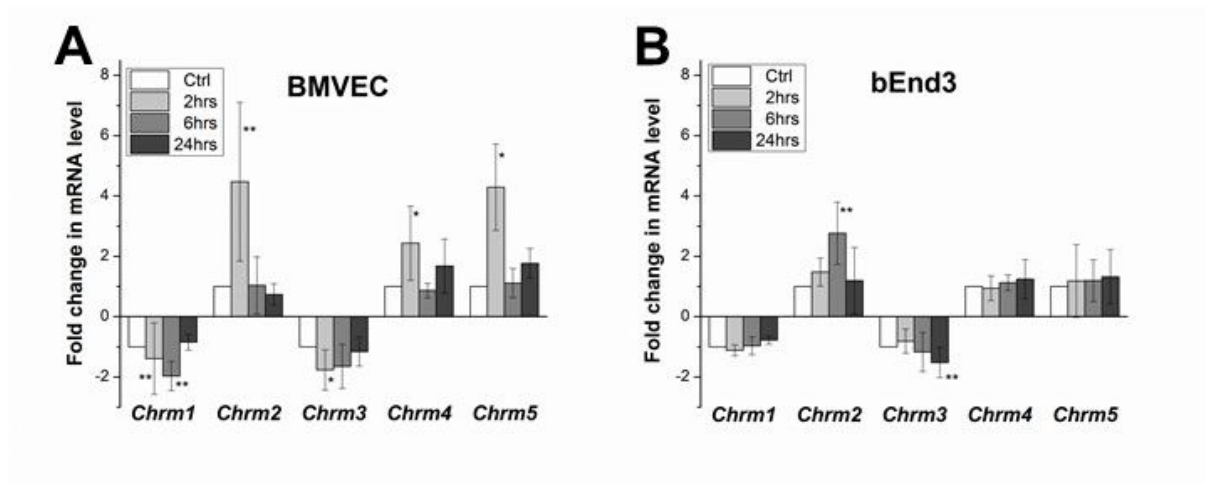 A
BMVEC
Fold change in mRNA level
8
6
4
2
0
-2
Ctrl
2hrs
6hrs
24hrs
**
*
*
**
**
*
Chrm1 Chrm2 Chrm3 Chrm4 Chrm5
B
bEnd3
Fold change in mRNA level
8
6
4
2
0
-2
Ctrl
2hrs
6hrs
24hrs
**
**
Chrm1 Chrm2 Chrm3 Chrm4 Chrm5